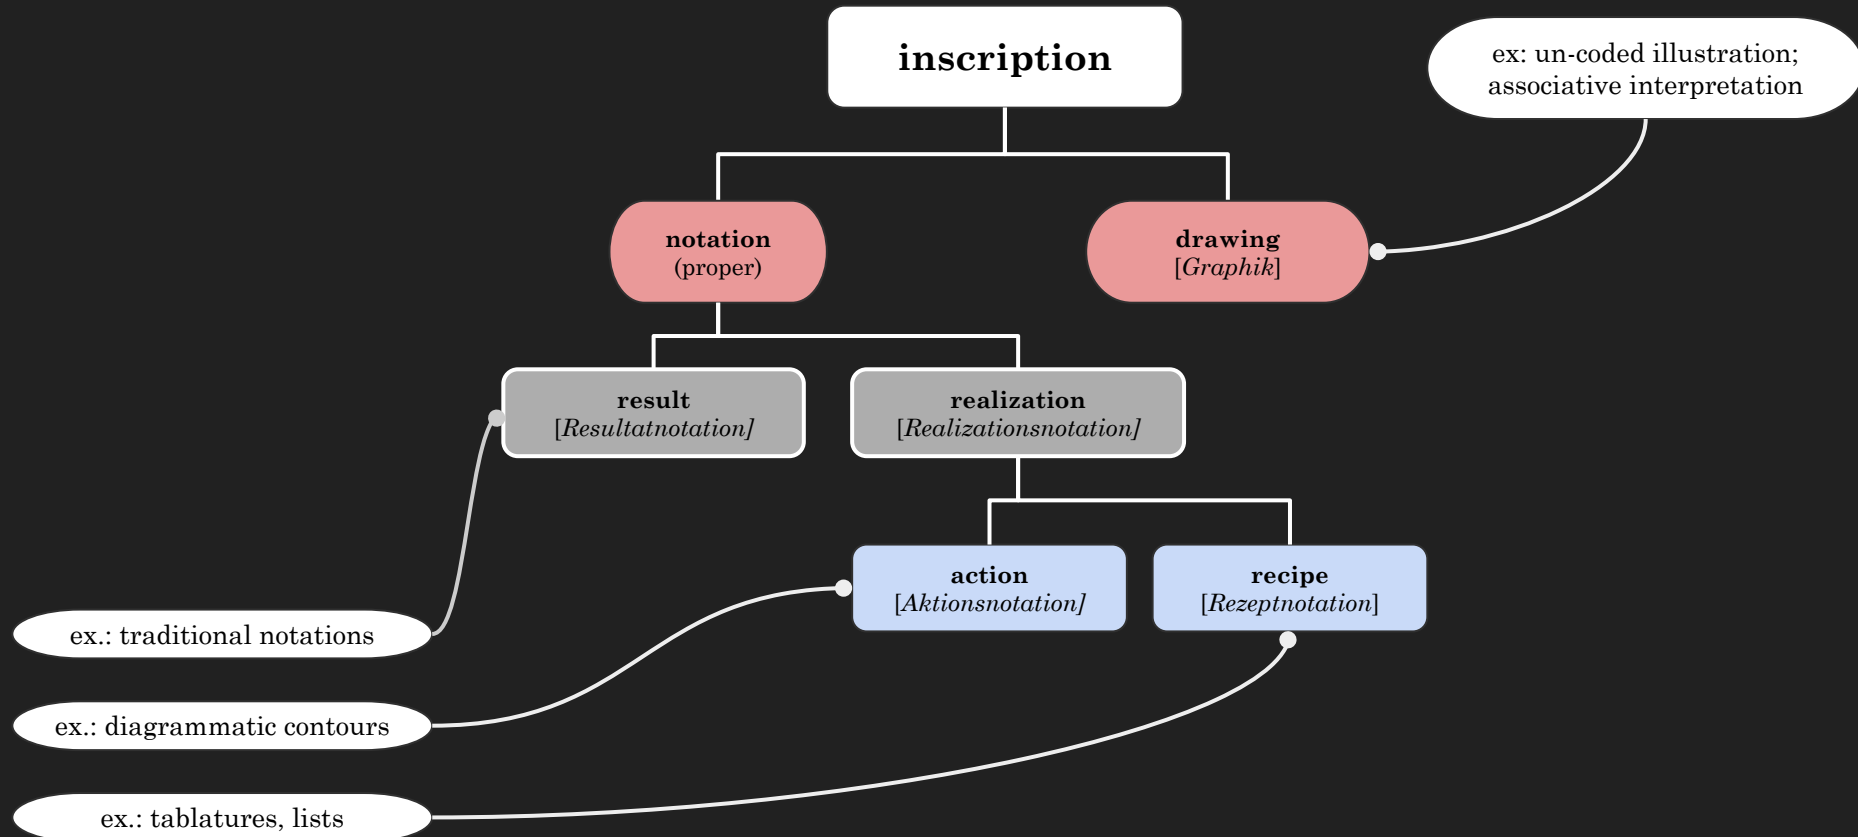 inscription
ex: un-coded illustration;
associative interpretation
notation
(proper)
drawing
[Graphik]
result
[Resultatnotation]
realization
[Realizationsnotation]
action
[Aktionsnotation]
recipe
[Rezeptnotation]
ex.: traditional notations
ex.: diagrammatic contours
ex.: tablatures, lists